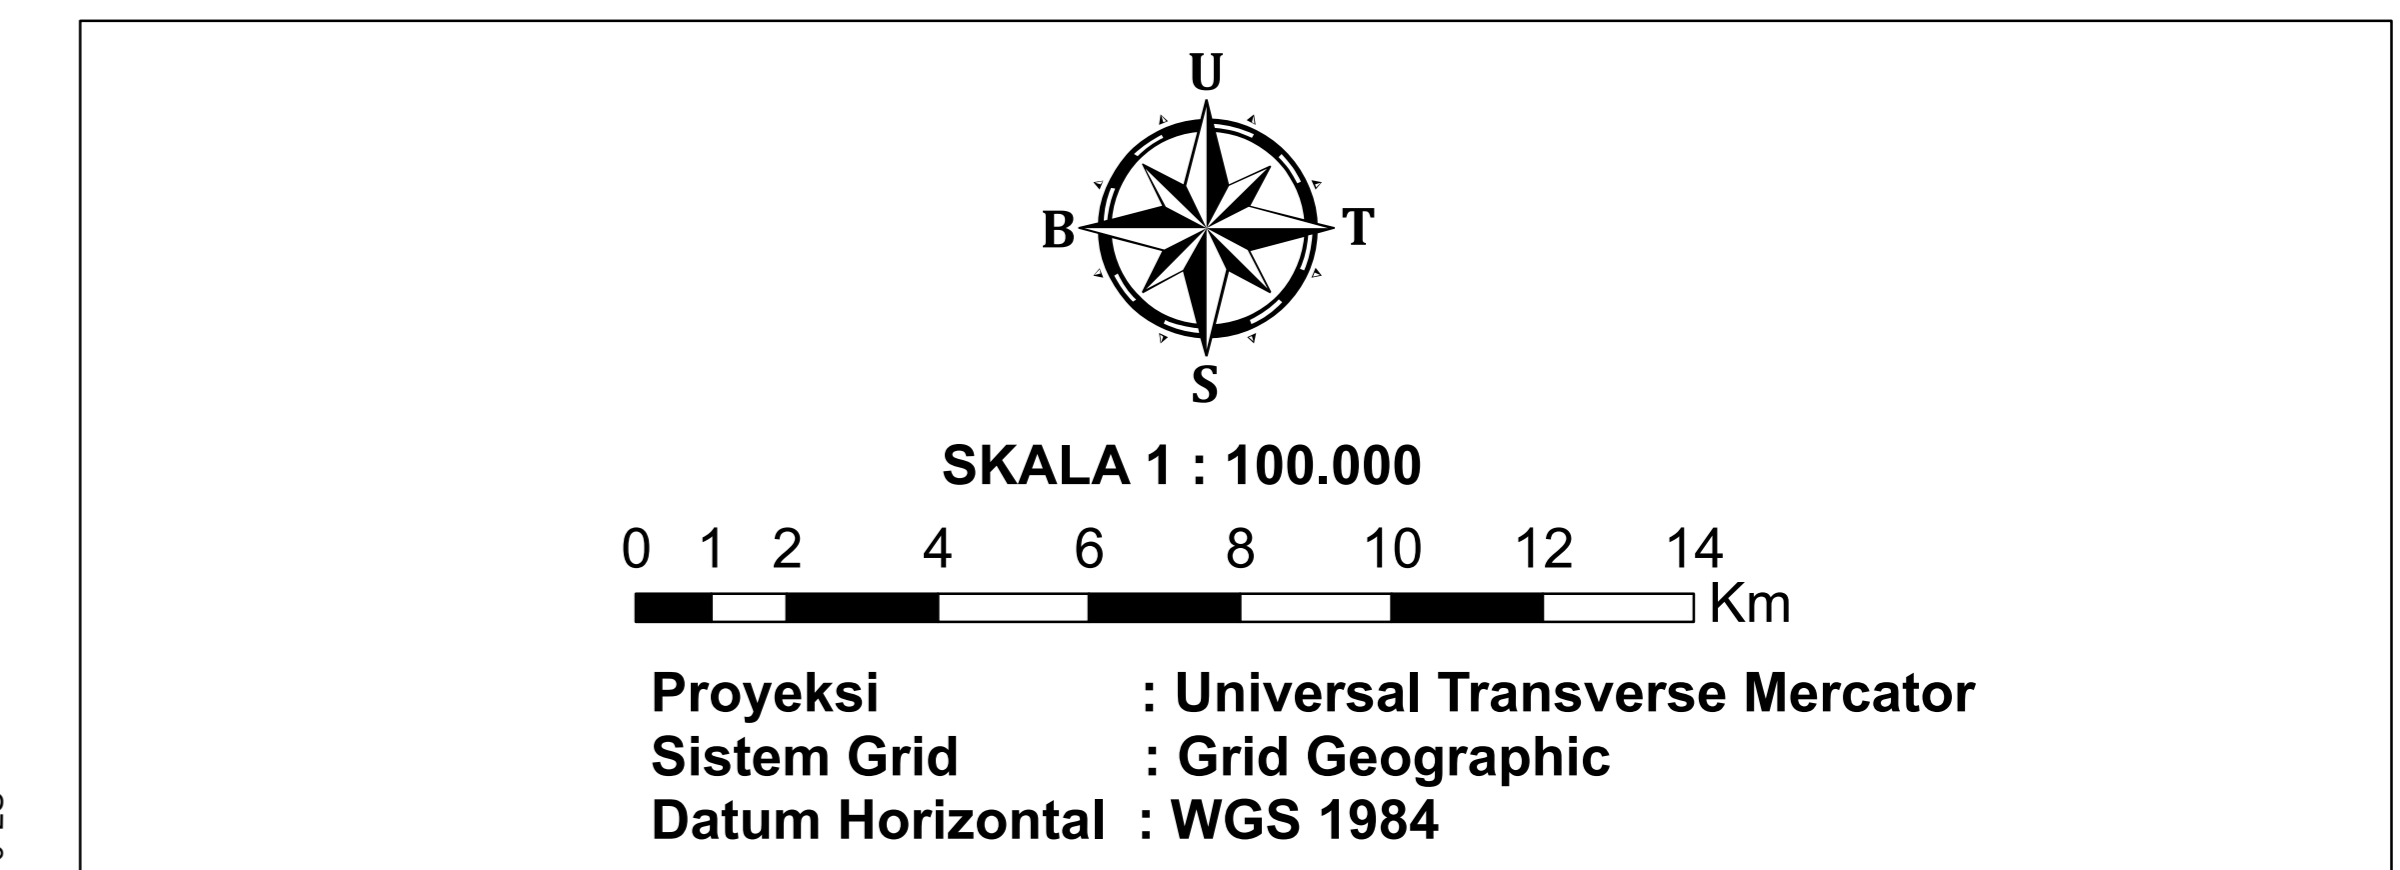 U
B T
S
SKALA 1 : 100.000
0 1 2 4 6 8 10 12 14
Km
Proyeksi : Universal Transverse Mercator
Sistem Grid : Grid Geographic
Datum Horizontal : WGS 1984